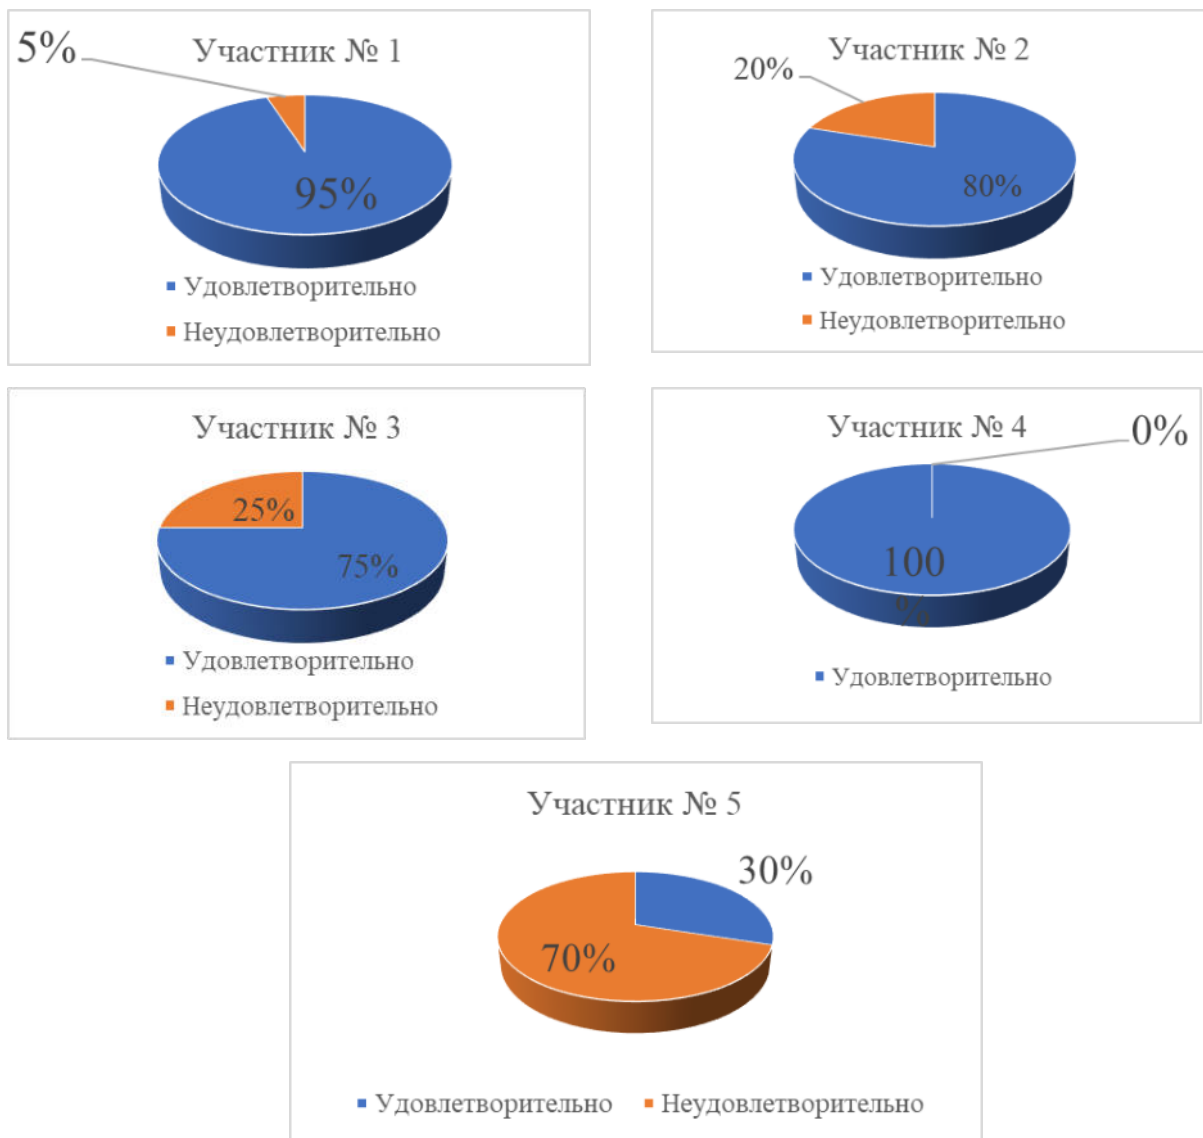 Участник № 1
5%
95%
Удовлетворительно
Неудовлетворительно
Участник № 2
20%
80%
Удовлетворительно
Неудовлетворительно
Участник № 3
25%
75%
Удовлетворительно
Неудовлетворительно
Участник № 4
0%
100
%
Удовлетворительно
Участник № 5
30%
70%
Удовлетворительно Неудовлетворительно